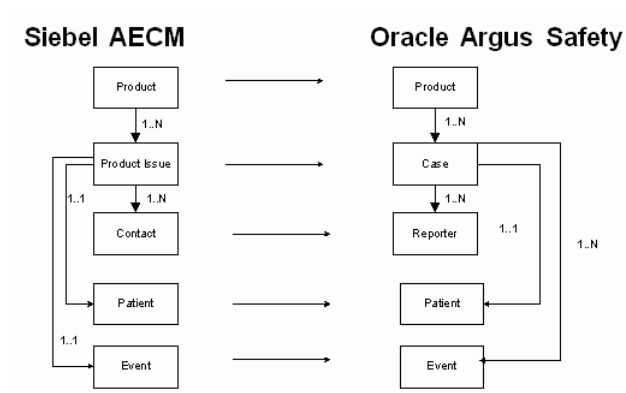 Siebel AECM Oracle Argus Safety
Product Product
1..N 1..N
Product Issue Case
1..1 1..N 1..N
Contact Reporter 1..1
1..N
Patient Patient
1..1
Event Event